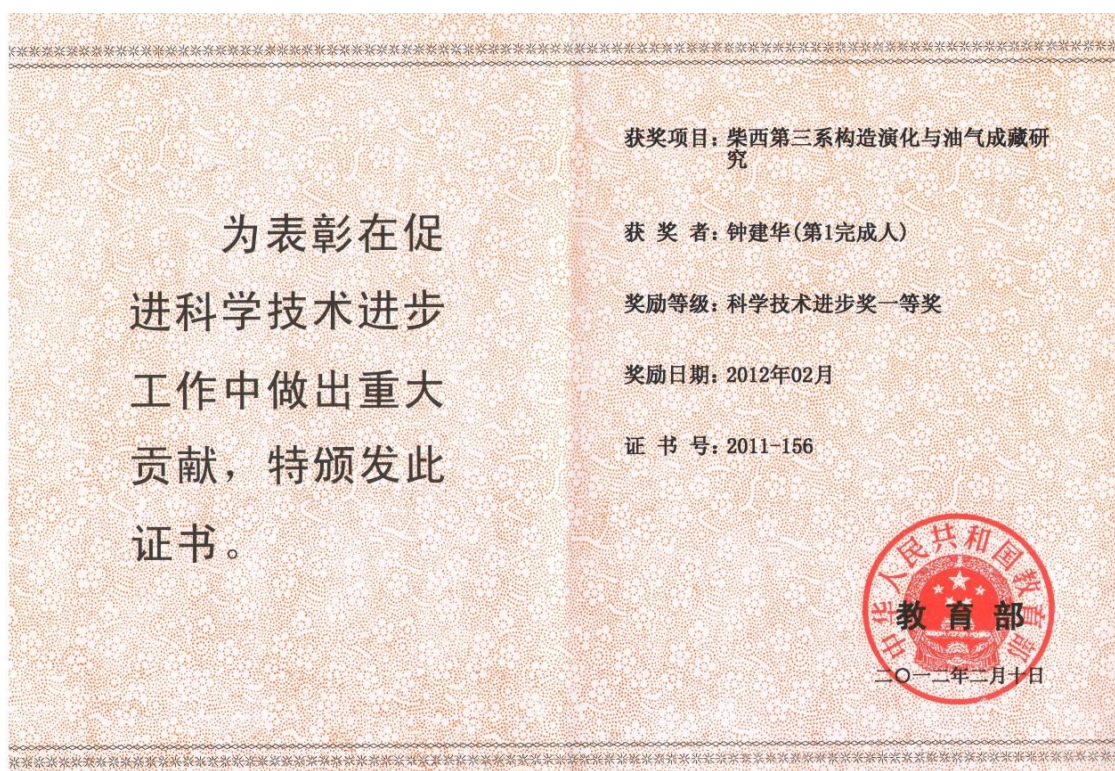 为表彰在促
进科学技术进步
工作中做出重大
贡献，特颁发此
证书。
获奖项目：柴西第三系构造演化与油气成藏研
究
获 奖 者：钟建华(第1完成人)
奖励等级：科学技术进步奖一等奖
奖励日期：2012年02月
证 书 号：2011-156
中华人民共和国教育部
教 育 部
二〇一二年二月十日